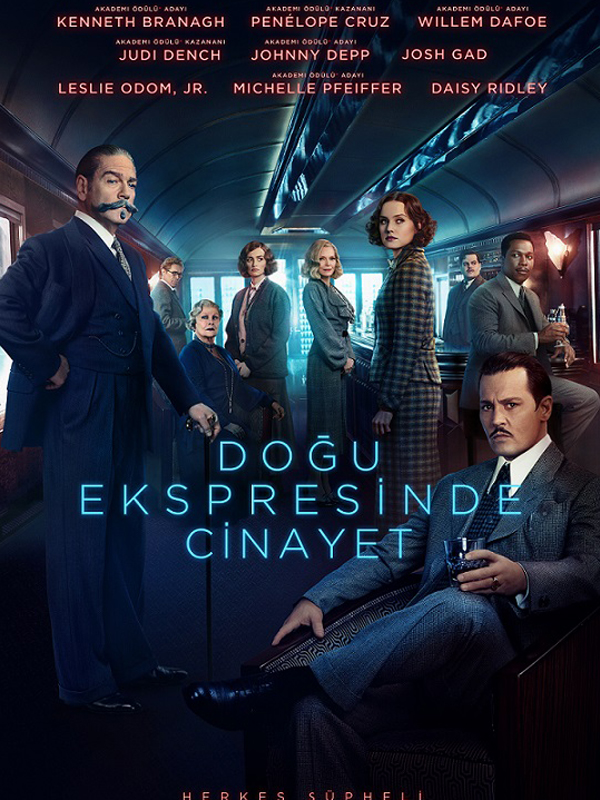 AKADEMİ ÖDÜLÜ® ADAYI AKADEMİ ÖDÜLÜ® KAZANANI AKADEMİ ÖDÜLÜ® ADAYI
KENNETH BRANAGH PENÉLOPE CRUZ WILLEM DAFOE
AKADEMİ ÖDÜLÜ® KAZANANI AKADEMİ ÖDÜLÜ® ADAYI
JUDI DENCH JOHNNY DEPP JOSH GAD
AKADEMİ ÖDÜLÜ® ADAYI
LESLIE ODOM, JR. MICHELLE PFEIFFER DAISY RIDLEY
DOĞU
EKSPRESİNDE
CİNAYET
HERKES ŞÜPHELİ